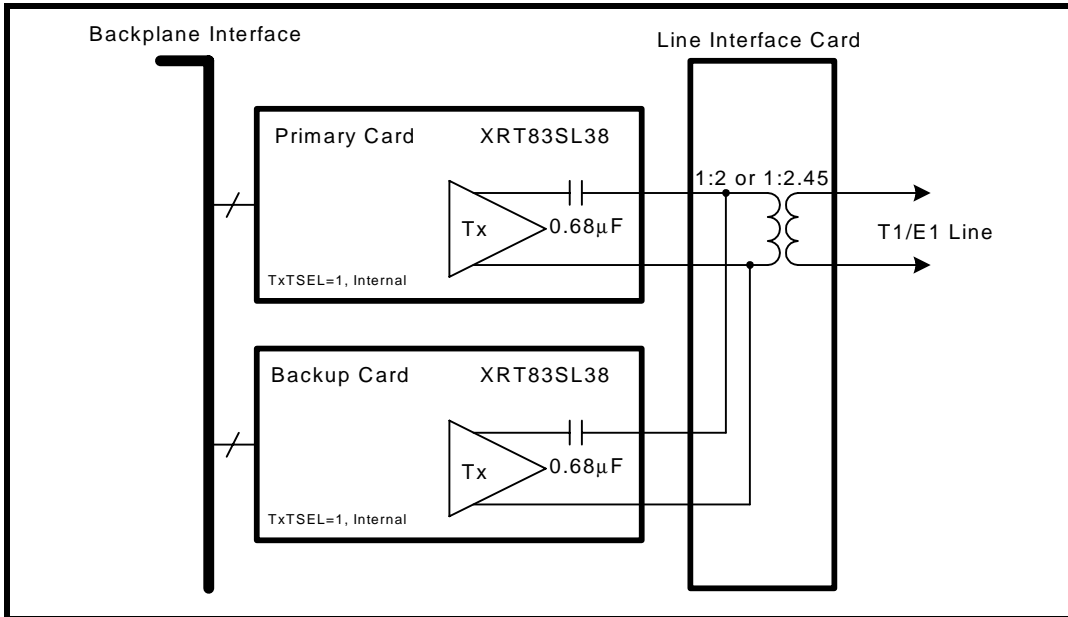 Backplane Interface
Line Interface Card
Primary Card XRT83SL38
1:2 or 1:2.45
Tx
0.68μF
T1/E1 Line
TxTSEL=1, Internal
Backup Card XRT83SL38
Tx
0.68μF
TxTSEL=1, Internal